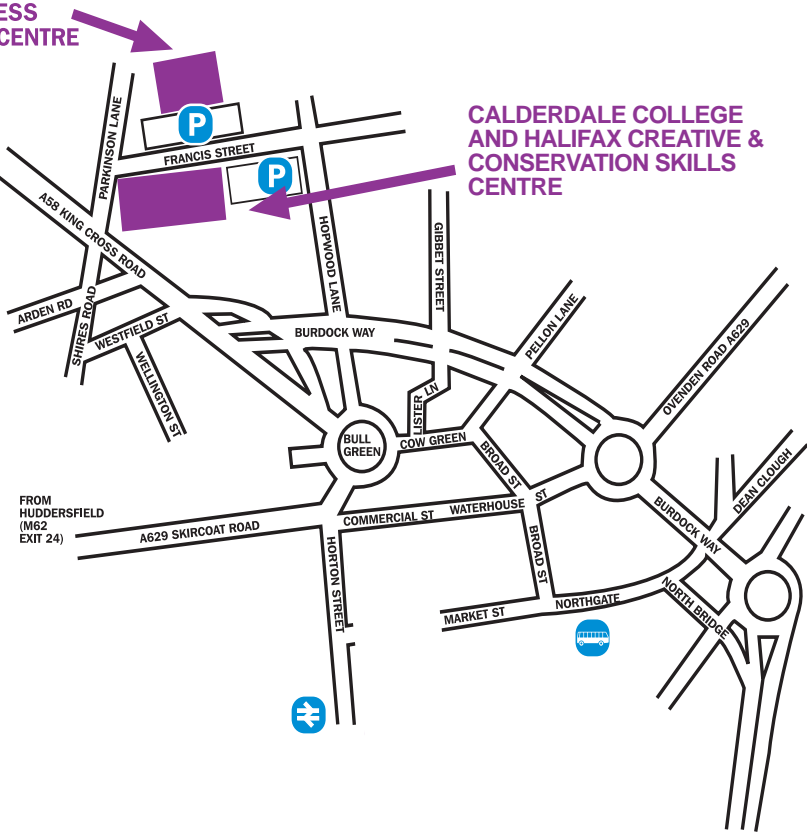 ESS
CENTRE
CALDERDALE COLLEGE
AND HALIFAX CREATIVE &
CONSERVATION SKILLS
CENTRE
P
P
PARKINSON LANE
FRANCIS STREET
A58 KING CROSS ROAD
HOPWOOD LANE
GIBBET STREET
PELLON LANE
OVENDEN ROAD A629
ARDEN RD
SHIRES ROAD
WESTFIELD ST
WELLINGTON ST
BURDOCK WAY
LISTER LN
BULL
GREEN
COW GREEN
BROAD ST
DEAN CLOUGH
FROM
HUDDERSFIELD
(M62
EXIT 24)
A629 SKIRCOAT ROAD
COMMERCIAL ST
WATERHOUSE ST
BURDOCK WAY
HORTON STREET
BROAD ST
MARKET ST
NORTHGATE
NORTH BRIDGE